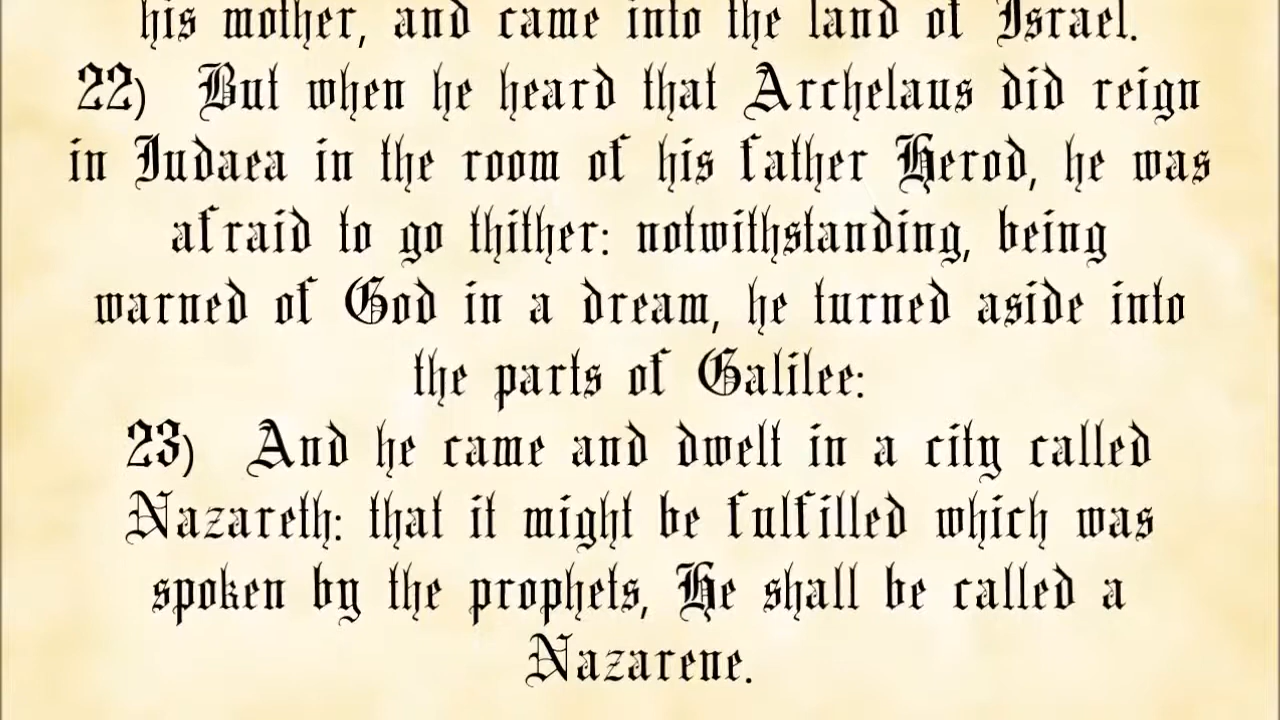 his mother, and came into the land of Israel.
22) But when he heard that Archelaus did reign
in Judaea in the room of his father Herod, he was
afraid to go thither: notwithstanding, being
warned of God in a dream, he turned aside into
the parts of Galilee:
23) And he came and dwelt in a city called
Nazareth: that it might be fulfilled which was
spoken by the prophets, He shall be called a
Nazarene.